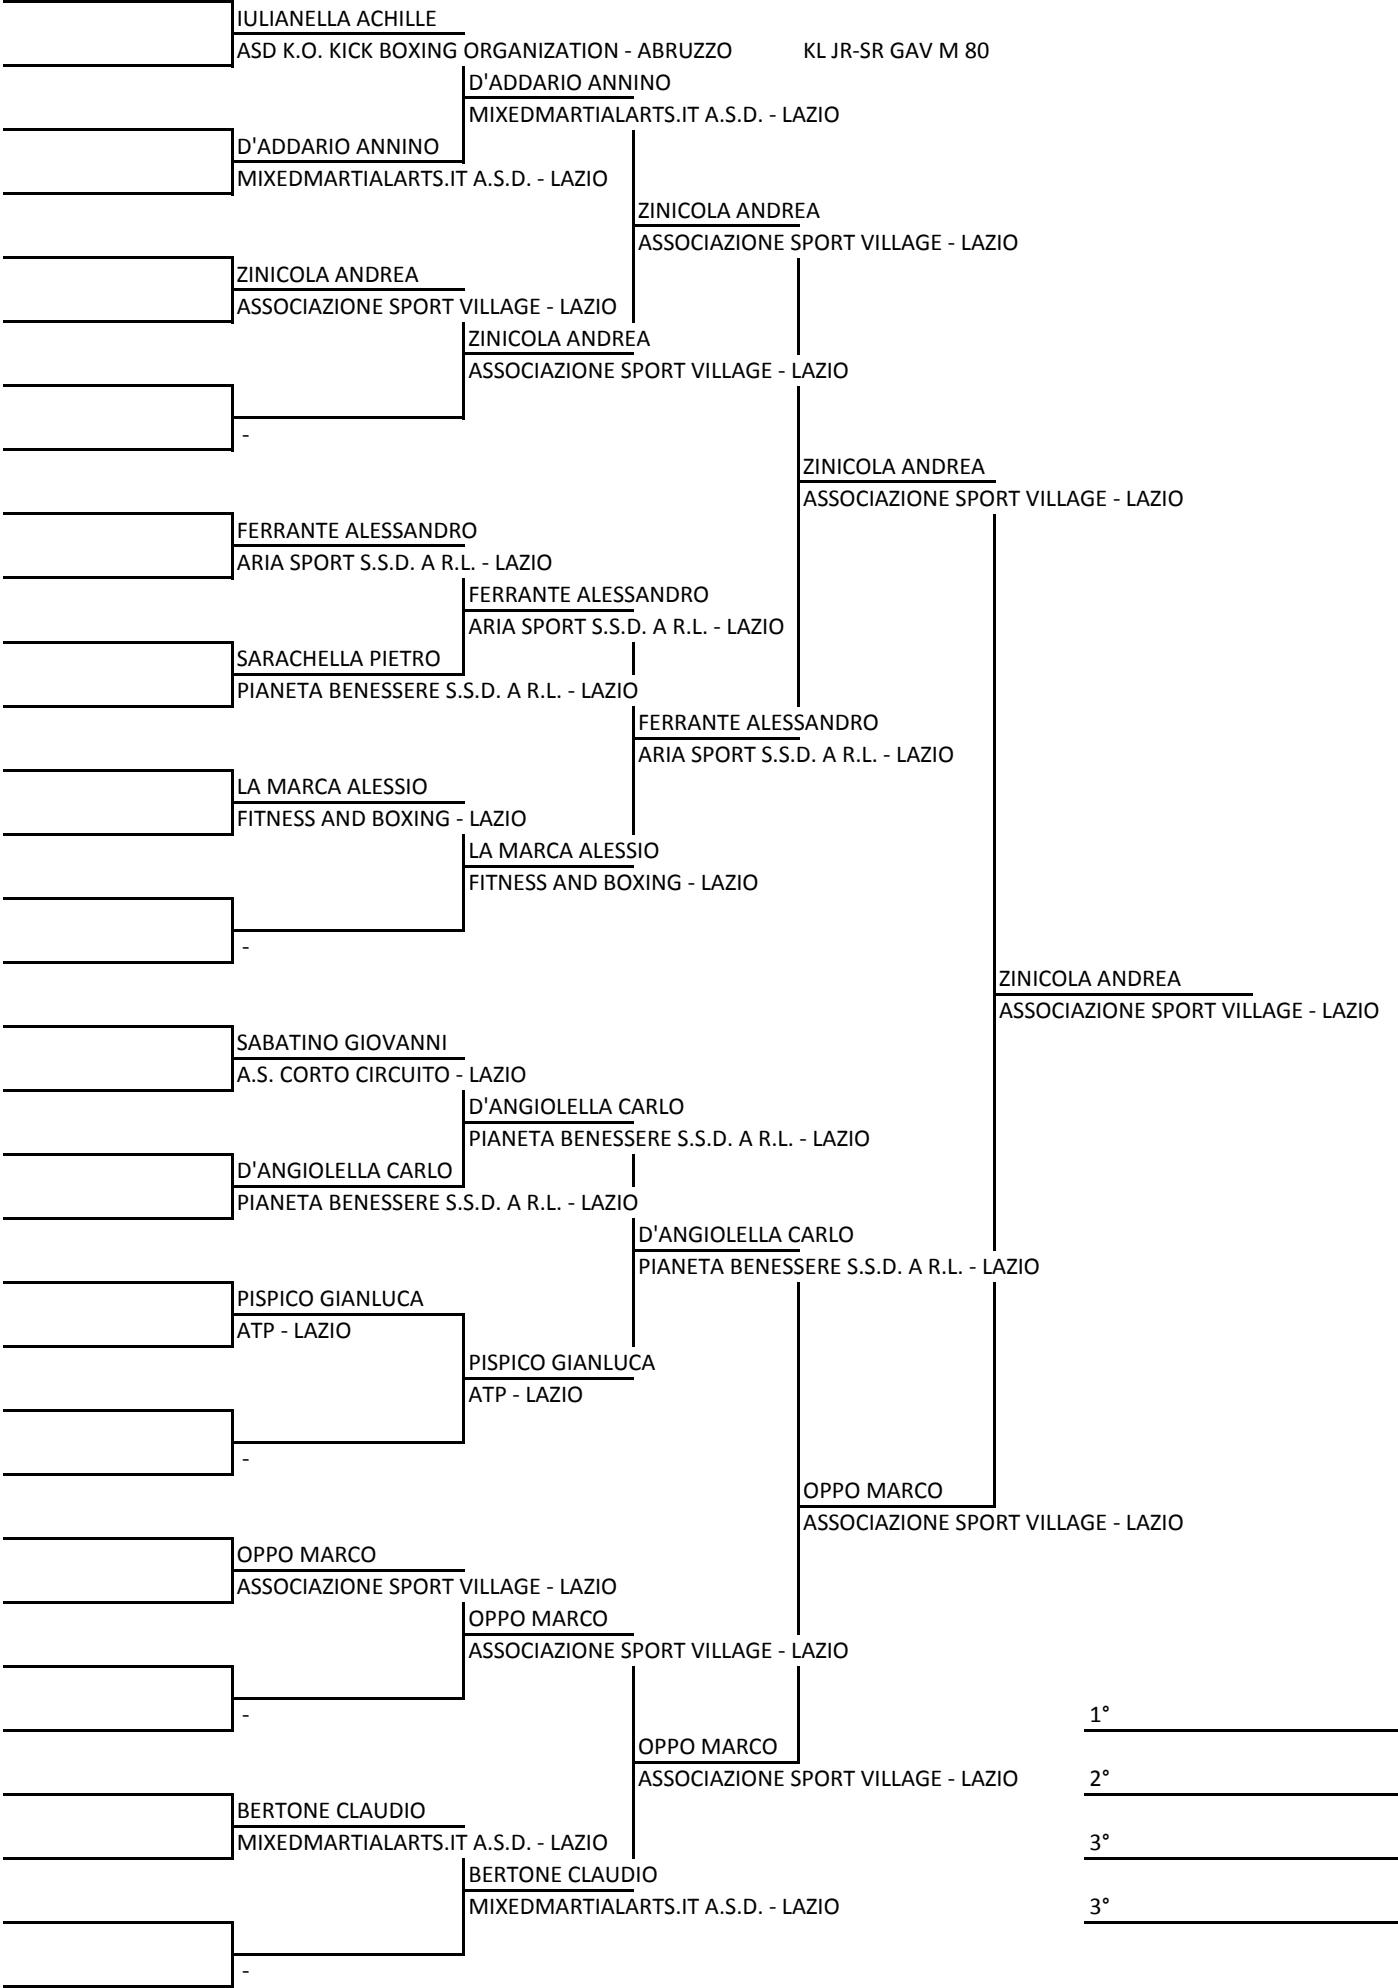 IULIANELLA ACHILLE
ASD K.O. KICK BOXING ORGANIZATION - ABRUZZO KL JR-SR GAV M 80
D'ADDARIO ANNINO
MIXEDMARTIALARTS.IT A.S.D. - LAZIO
D'ADDARIO ANNINO
MIXEDMARTIALARTS.IT A.S.D. - LAZIO
ZINICOLA ANDREA
ASSOCIAZIONE SPORT VILLAGE - LAZIO
ZINICOLA ANDREA
ASSOCIAZIONE SPORT VILLAGE - LAZIO
ZINICOLA ANDREA
ASSOCIAZIONE SPORT VILLAGE - LAZIO
-
ZINICOLA ANDREA
ASSOCIAZIONE SPORT VILLAGE - LAZIO
FERRANTE ALESSANDRO
ARIA SPORT S.S.D. A R.L. - LAZIO
FERRANTE ALESSANDRO
ARIA SPORT S.S.D. A R.L. - LAZIO
SARACHELLA PIETRO
PIANETA BENESSERE S.S.D. A R.L. - LAZIO
FERRANTE ALESSANDRO
ARIA SPORT S.S.D. A R.L. - LAZIO
LA MARCA ALESSIO
FITNESS AND BOXING - LAZIO
LA MARCA ALESSIO
FITNESS AND BOXING - LAZIO
-
ZINICOLA ANDREA
ASSOCIAZIONE SPORT VILLAGE - LAZIO
SABATINO GIOVANNI
A.S. CORTO CIRCUITO - LAZIO
D'ANGIOLELLA CARLO
PIANETA BENESSERE S.S.D. A R.L. - LAZIO
D'ANGIOLELLA CARLO
PIANETA BENESSERE S.S.D. A R.L. - LAZIO
D'ANGIOLELLA CARLO
PIANETA BENESSERE S.S.D. A R.L. - LAZIO
PISPICO GIANLUCA
ATP - LAZIO
PISPICO GIANLUCA
ATP - LAZIO
-
OPPO MARCO
ASSOCIAZIONE SPORT VILLAGE - LAZIO
OPPO MARCO
ASSOCIAZIONE SPORT VILLAGE - LAZIO
OPPO MARCO
ASSOCIAZIONE SPORT VILLAGE - LAZIO
- 1°
OPPO MARCO
ASSOCIAZIONE SPORT VILLAGE - LAZIO 2°
BERTONE CLAUDIO
MIXEDMARTIALARTS.IT A.S.D. - LAZIO 3°
BERTONE CLAUDIO
MIXEDMARTIALARTS.IT A.S.D. - LAZIO 3°
-